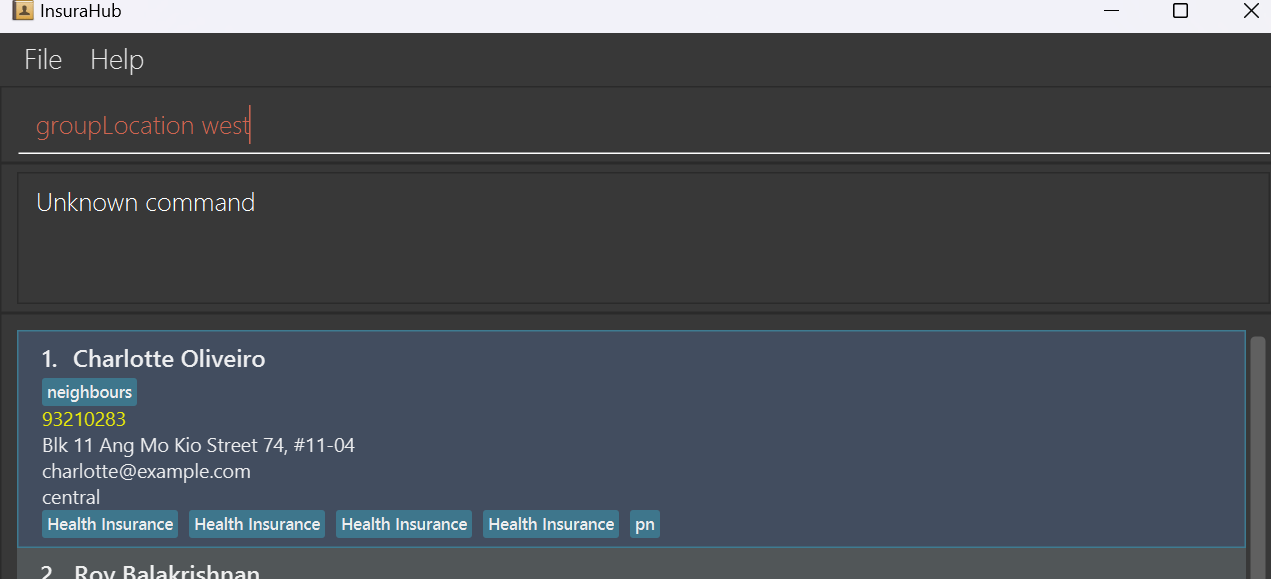 InsuraHub
File Help
groupLocation west
Unknown command
1. Charlotte Oliveiro
neighbours
93210283
Blk 11 Ang Mo Kio Street 74, #11-04
charlotte@example.com
central
Health Insurance Health Insurance Health Insurance Health Insurance pn
2. Roy Balakrishnan